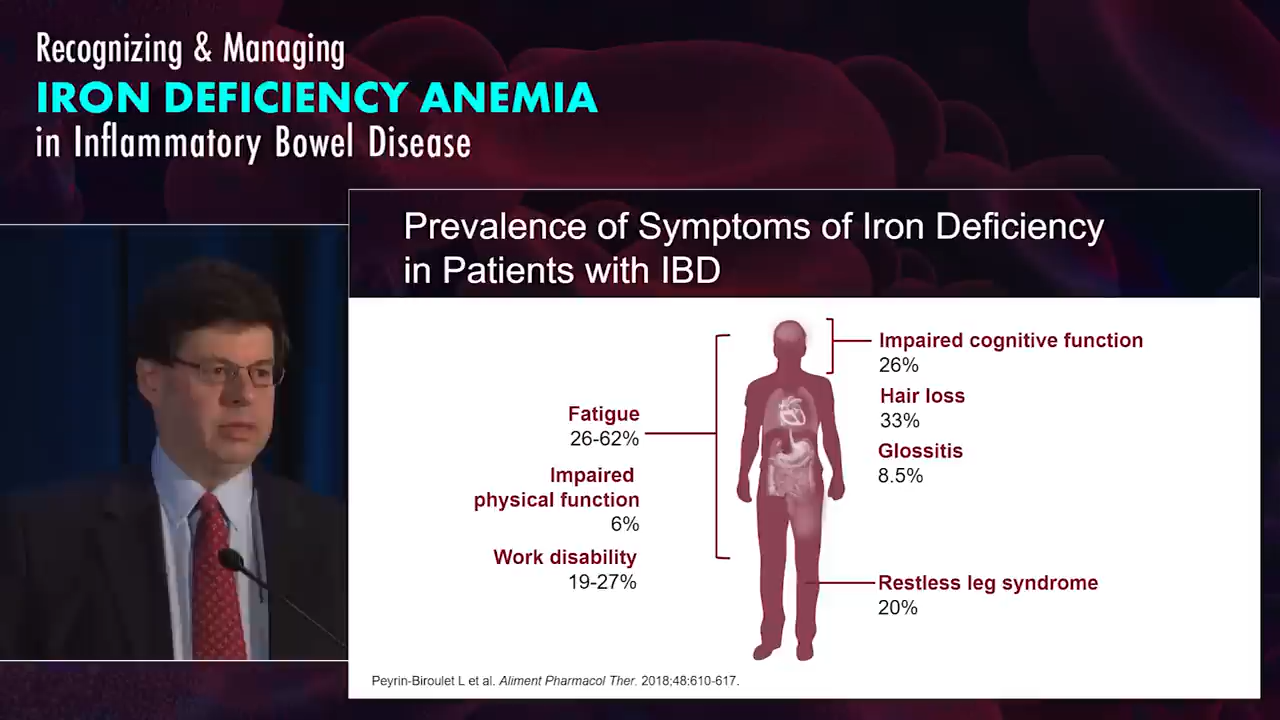 Recognizing & Managing
IRON DEFICIENCY ANEMIA
in Inflammatory Bowel Disease
Prevalence of Symptoms of Iron Deficiency
in Patients with IBD
Fatigue
26-62%
Impaired
physical function
6%
Work disability
19-27%
Impaired cognitive function
26%
Hair loss
33%
Glossitis
8.5%
Restless leg syndrome
20%
Peyrin-Biroulet L et al. Aliment Pharmacol Ther. 2018;48:610-617.